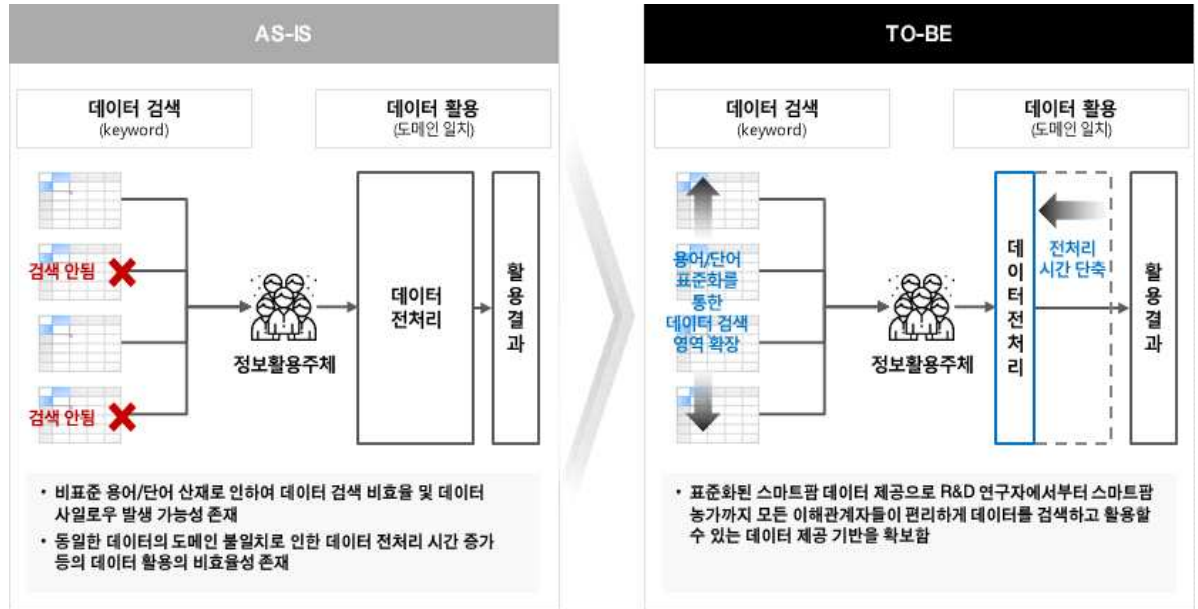 AS-IS
데이터 검색
(keyword)
데이터 활용
(도메인 일치)
검색 안됨
검색 안됨
정보활용주체
데이터
전처리
활용결과
• 비표준 용어/단어 산재로 인하여 데이터 검색 비효율 및 데이터
사일로우 발생 가능성 존재
• 동일한 데이터의 도메인 불일치로 인한 데이터 전처리 시간 증가
등의 데이터 활용의 비효율성 존재
TO-BE
데이터 검색
(keyword)
데이터 활용
(도메인 일치)
용어/단어
표준화를
통한
데이터 검색
영역 확장
정보활용주체
데이터전처리
전처리
시간 단축
활용결과
• 표준화된 스마트팜 데이터 제공으로 R&D 연구자에서부터 스마트팜
농가까지 모든 이해관계자들이 편리하게 데이터를 검색하고 활용할
수 있는 데이터 제공 기반을 확보함